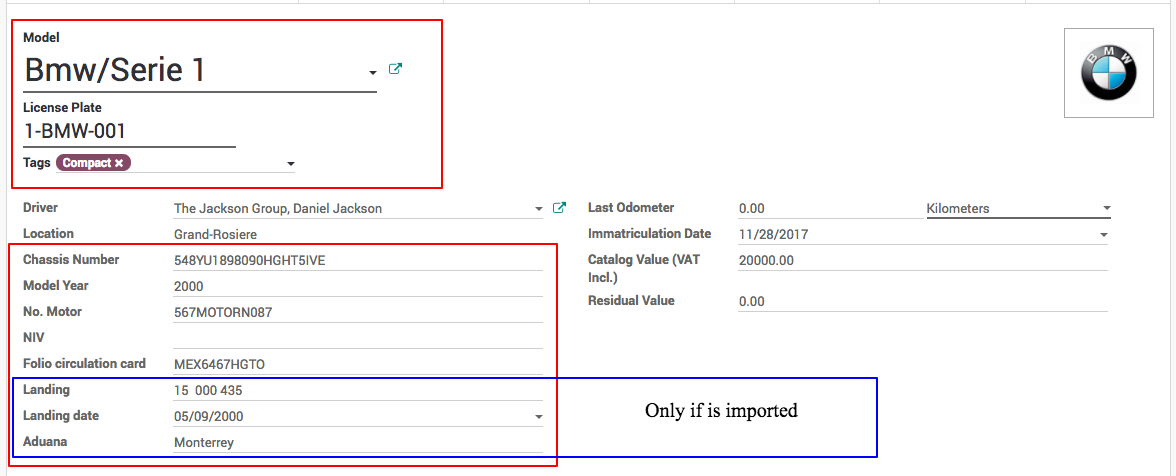 Model
Bmw/Serie 1
BMW
License Plate
1-BMW-001
Tags Compact ×
Driver The Jackson Group, Daniel Jackson
Location Grand-Rosiere
Chassis Number 548YU1898090HGHT5IVE
Model Year 2000
No. Motor 567MOTORN087
NIV
Folio circulation card MEX6467HGTO
Landing 15 000 435
Landing date 05/09/2000
Aduana Monterrey
Last Odometer 0.00 Kilometers
Immatriculation Date 11/28/2017
Catalog Value (VAT 20000.00
Incl.)
Residual Value 0.00
Only if is imported